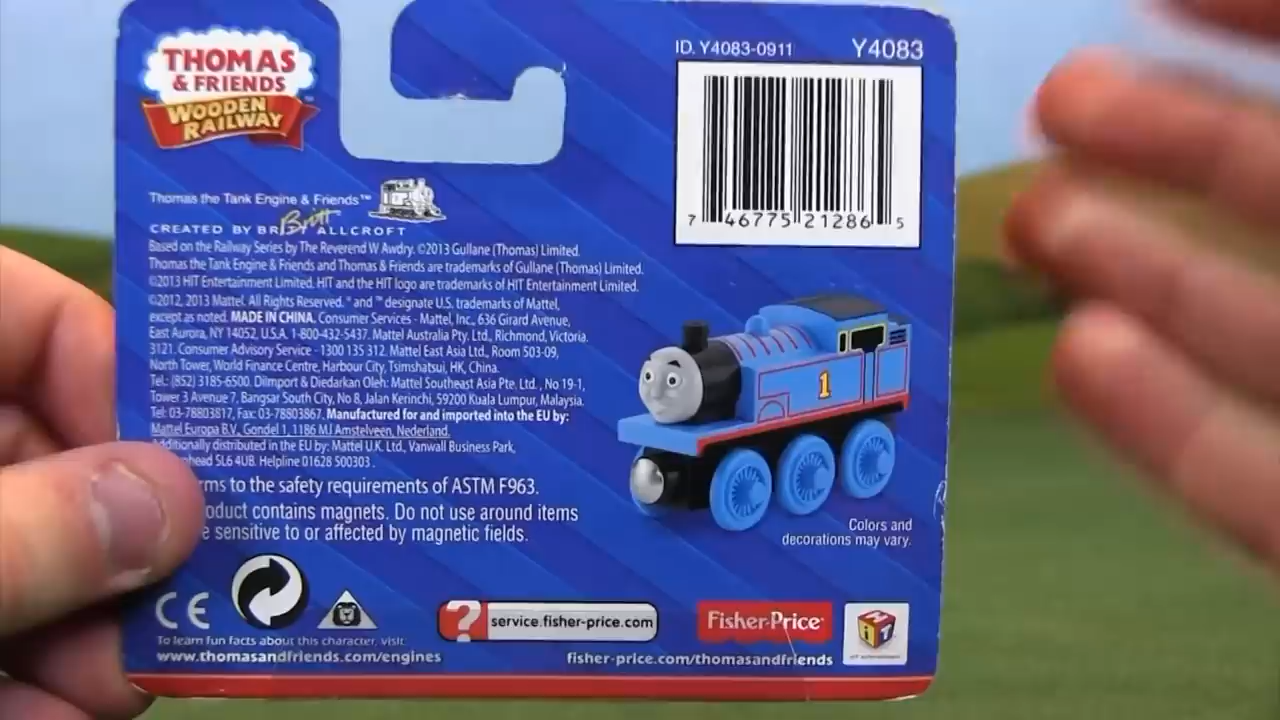 THOMAS
& FRIENDS
WOODEN
RAILWAY
ID. Y4083-0911 Y4083
7 46775 21286 5
Thomas the Tank Engine & Friends™
CREATED BY BRITT ALLCROFT
Britt
Based on the Railway Series by The Reverend W Awdry. ©2013 Gullane (Thomas) Limited.
Thomas the Tank Engine & Friends and Thomas & Friends are trademarks of Gullane (Thomas) Limited.
©2013 HIT Entertainment Limited. HIT and the HIT logo are trademarks of HIT Entertainment Limited.
©2012, 2013 Mattel. All Rights Reserved. ® and ™ designate U.S. trademarks of Mattel,
except as noted. MADE IN CHINA. Consumer Services - Mattel, Inc., 636 Girard Avenue,
East Aurora, NY 14052, U.S.A. 1-800-432-5437. Mattel Australia Pty. Ltd., Richmond, Victoria.
3121. Consumer Advisory Service - 1300 135 312. Mattel East Asia Ltd., Room 503-09,
North Tower, World Finance Centre, Harbour City, Tsimshatsui, HK, China.
Tel.: (852) 3185-6500. Diimport & Diedarkan Oleh: Mattel Southeast Asia Pte. Ltd., No 19-1,
Tower 3 Avenue 7, Bangsar South City, No 8, Jalan Kerinchi, 59200 Kuala Lumpur, Malaysia.
Tel: 03-78803817, Fax: 03-78803867. Manufactured for and imported into the EU by:
Mattel Europa B.V., Gondel 1, 1186 MJ Amstelveen, Nederland.
Additionally distributed in the EU by: Mattel U.K. Ltd., Vanwall Business Park,
head SL6 4UB. Helpline 01628 500303.
rms to the safety requirements of ASTM F963.
oduct contains magnets. Do not use around items
e sensitive to or affected by magnetic fields.
1
Colors and
decorations may vary.
CE
? service.fisher-price.com
Fisher-Price®
HiT
To learn fun facts about this character, visit:
www.thomasandfriends.com/engines
fisher-price.com/thomasandfriends